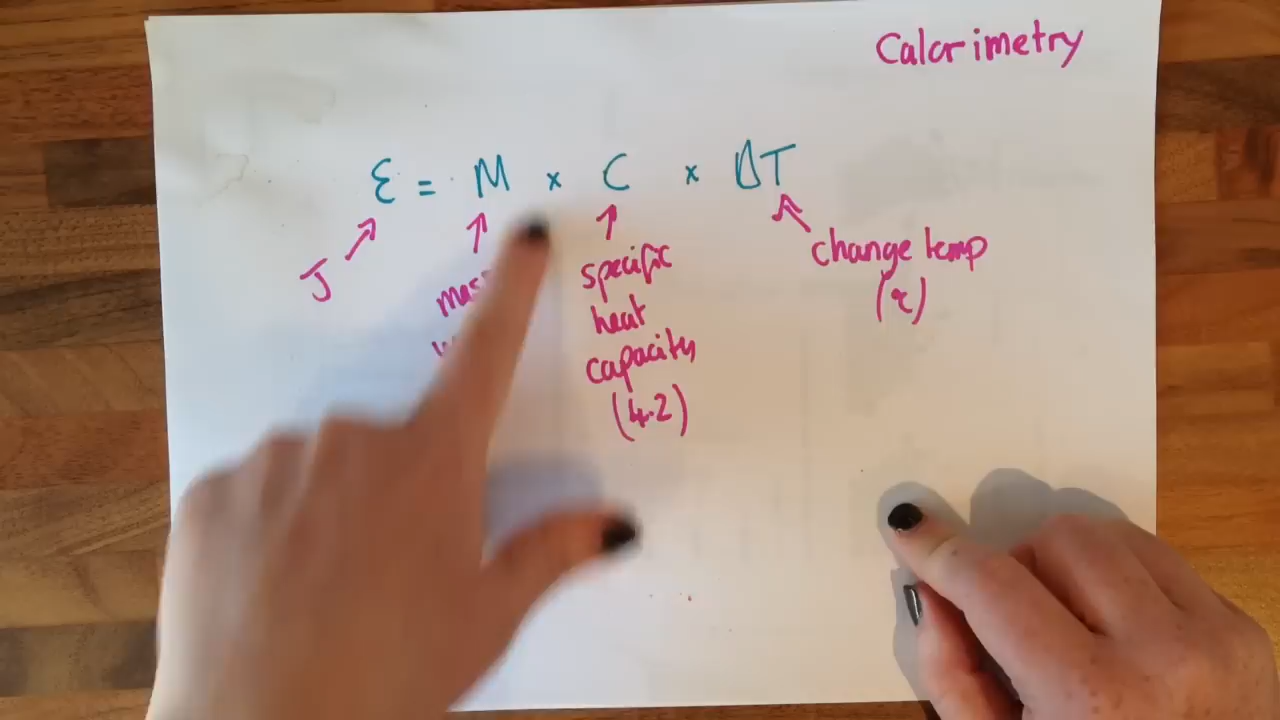 Calorimetry
E = M × C × ΔT
J
specific
heat
capacity
(4.2)
change temp